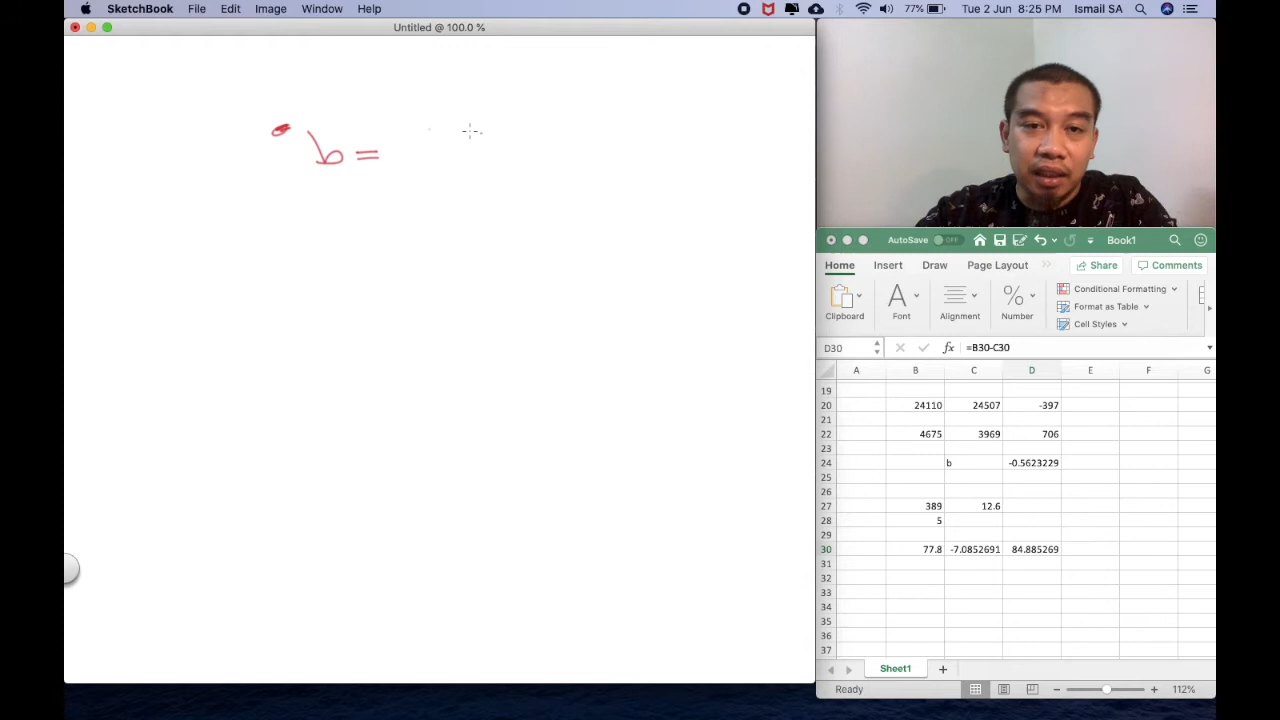 SketchBook File Edit Image Window Help 77% Tue 2 Jun 8:25 PM Ismail SA
Untitled @ 100.0 %
b =
AutoSave OFF Book1
Home Insert Draw Page Layout >> Share Comments
Clipboard Font Alignment % Number Conditional Formatting
Format as Table
Cell Styles
D30 fx =B30-C30
A B C D E F G
19
20 24110 24507 -397
21
22 4675 3969 706
23
24 b -0.5623229
25
26
27 389 12.6
28 5
29
30 77.8 -7.0852691 84.885269
31
32
33
34
35
36
37
Sheet1 +
Ready 112%